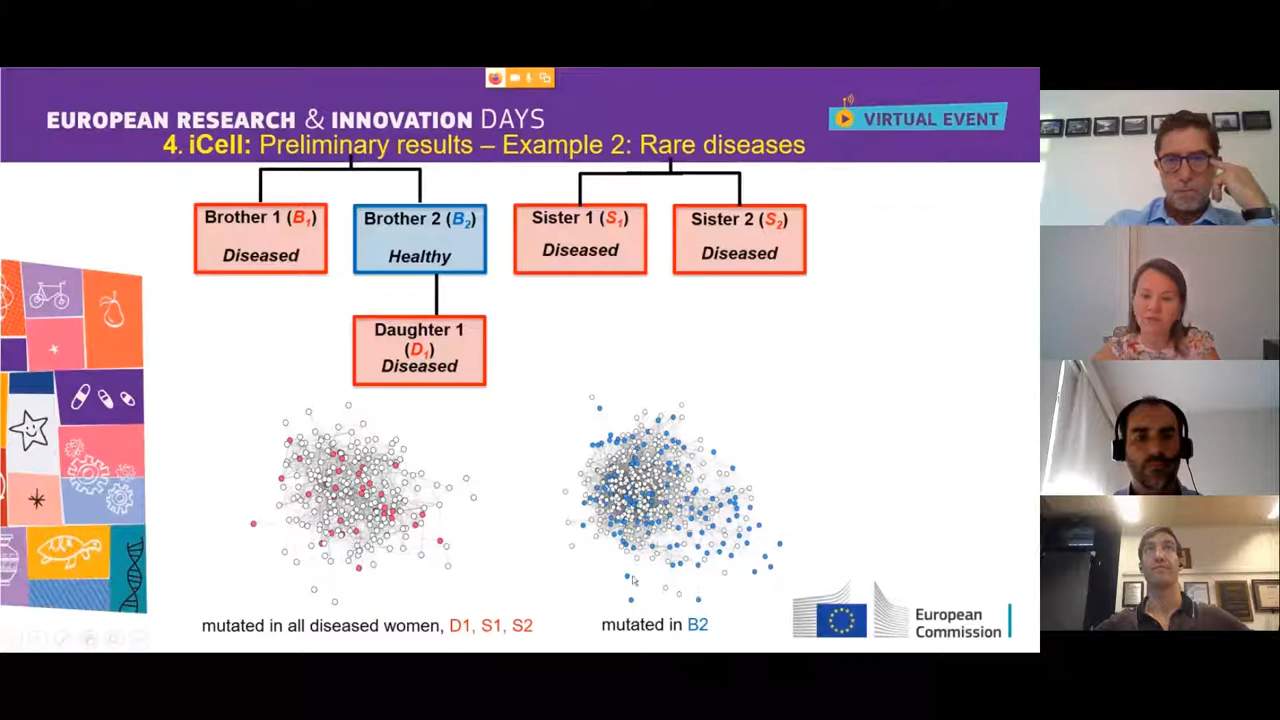 EUROPEAN RESEARCH & INNOVATION DAYS
VIRTUAL EVENT
4. iCell: Preliminary results – Example 2: Rare diseases
Brother 1 (B1)
Diseased
Brother 2 (B2)
Healthy
Sister 1 (S1)
Diseased
Sister 2 (S2)
Diseased
Daughter 1
(D1)
Diseased
mutated in all diseased women, D1, S1, S2
mutated in B2
European
Commission